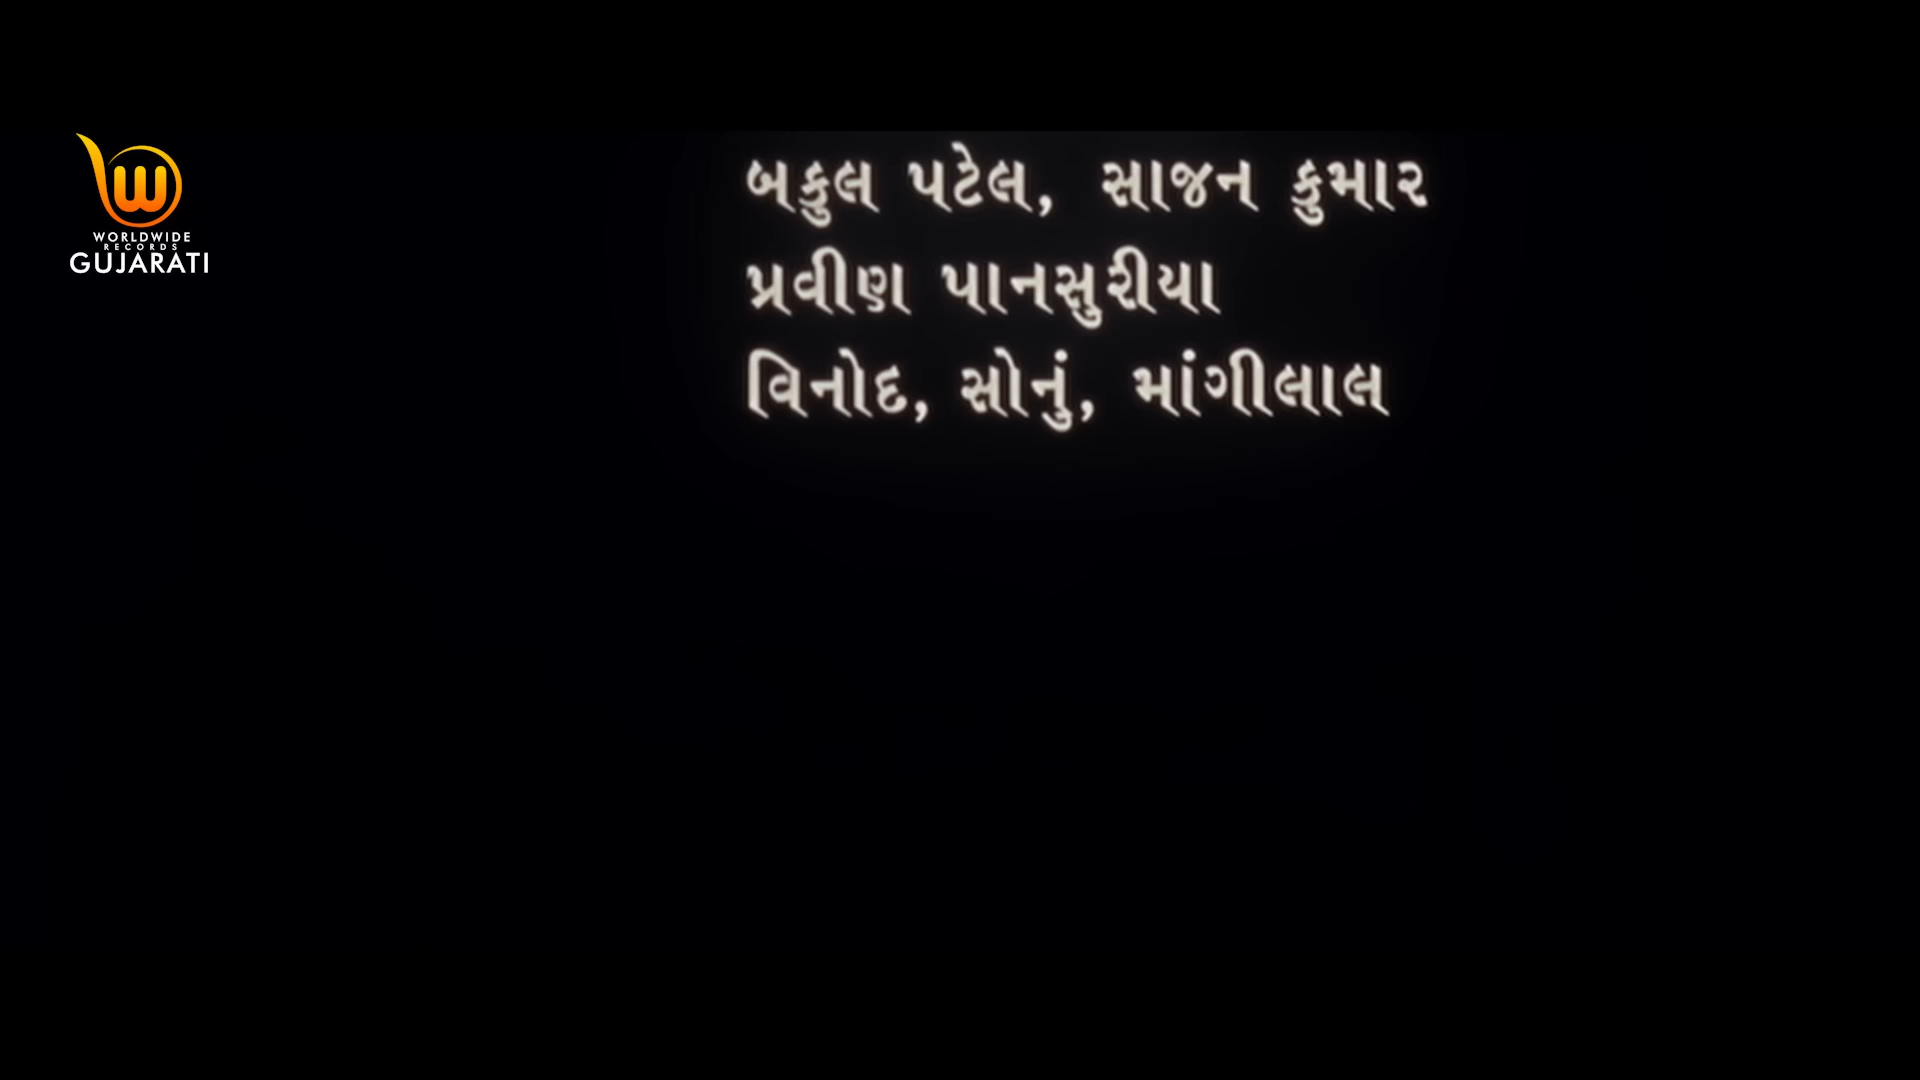 WORLDWIDE
RECORDS
GUJARATI
બકુલ પટેલ, સાજન કુમાર
પ્રવીણ પાનસુરીયા
વિનોદ, સોનું, માંગીલાલ